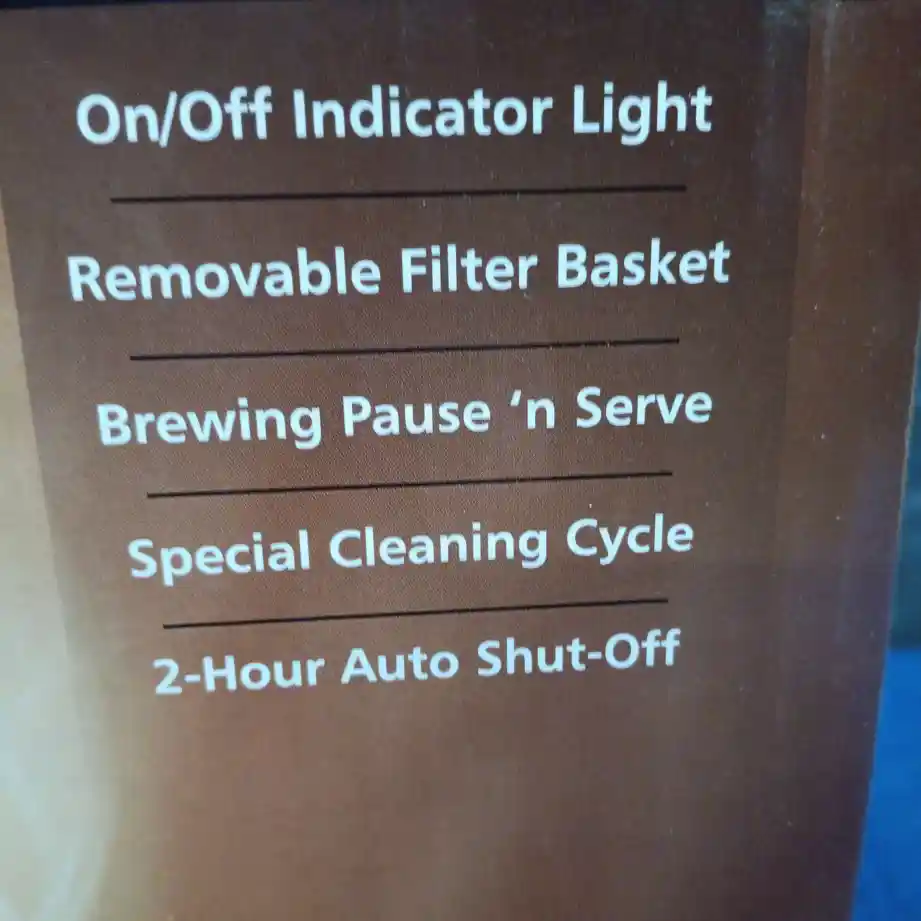 On/Off Indicator Light
Removable Filter Basket
Brewing Pause ‘n Serve
Special Cleaning Cycle
2-Hour Auto Shut-Off